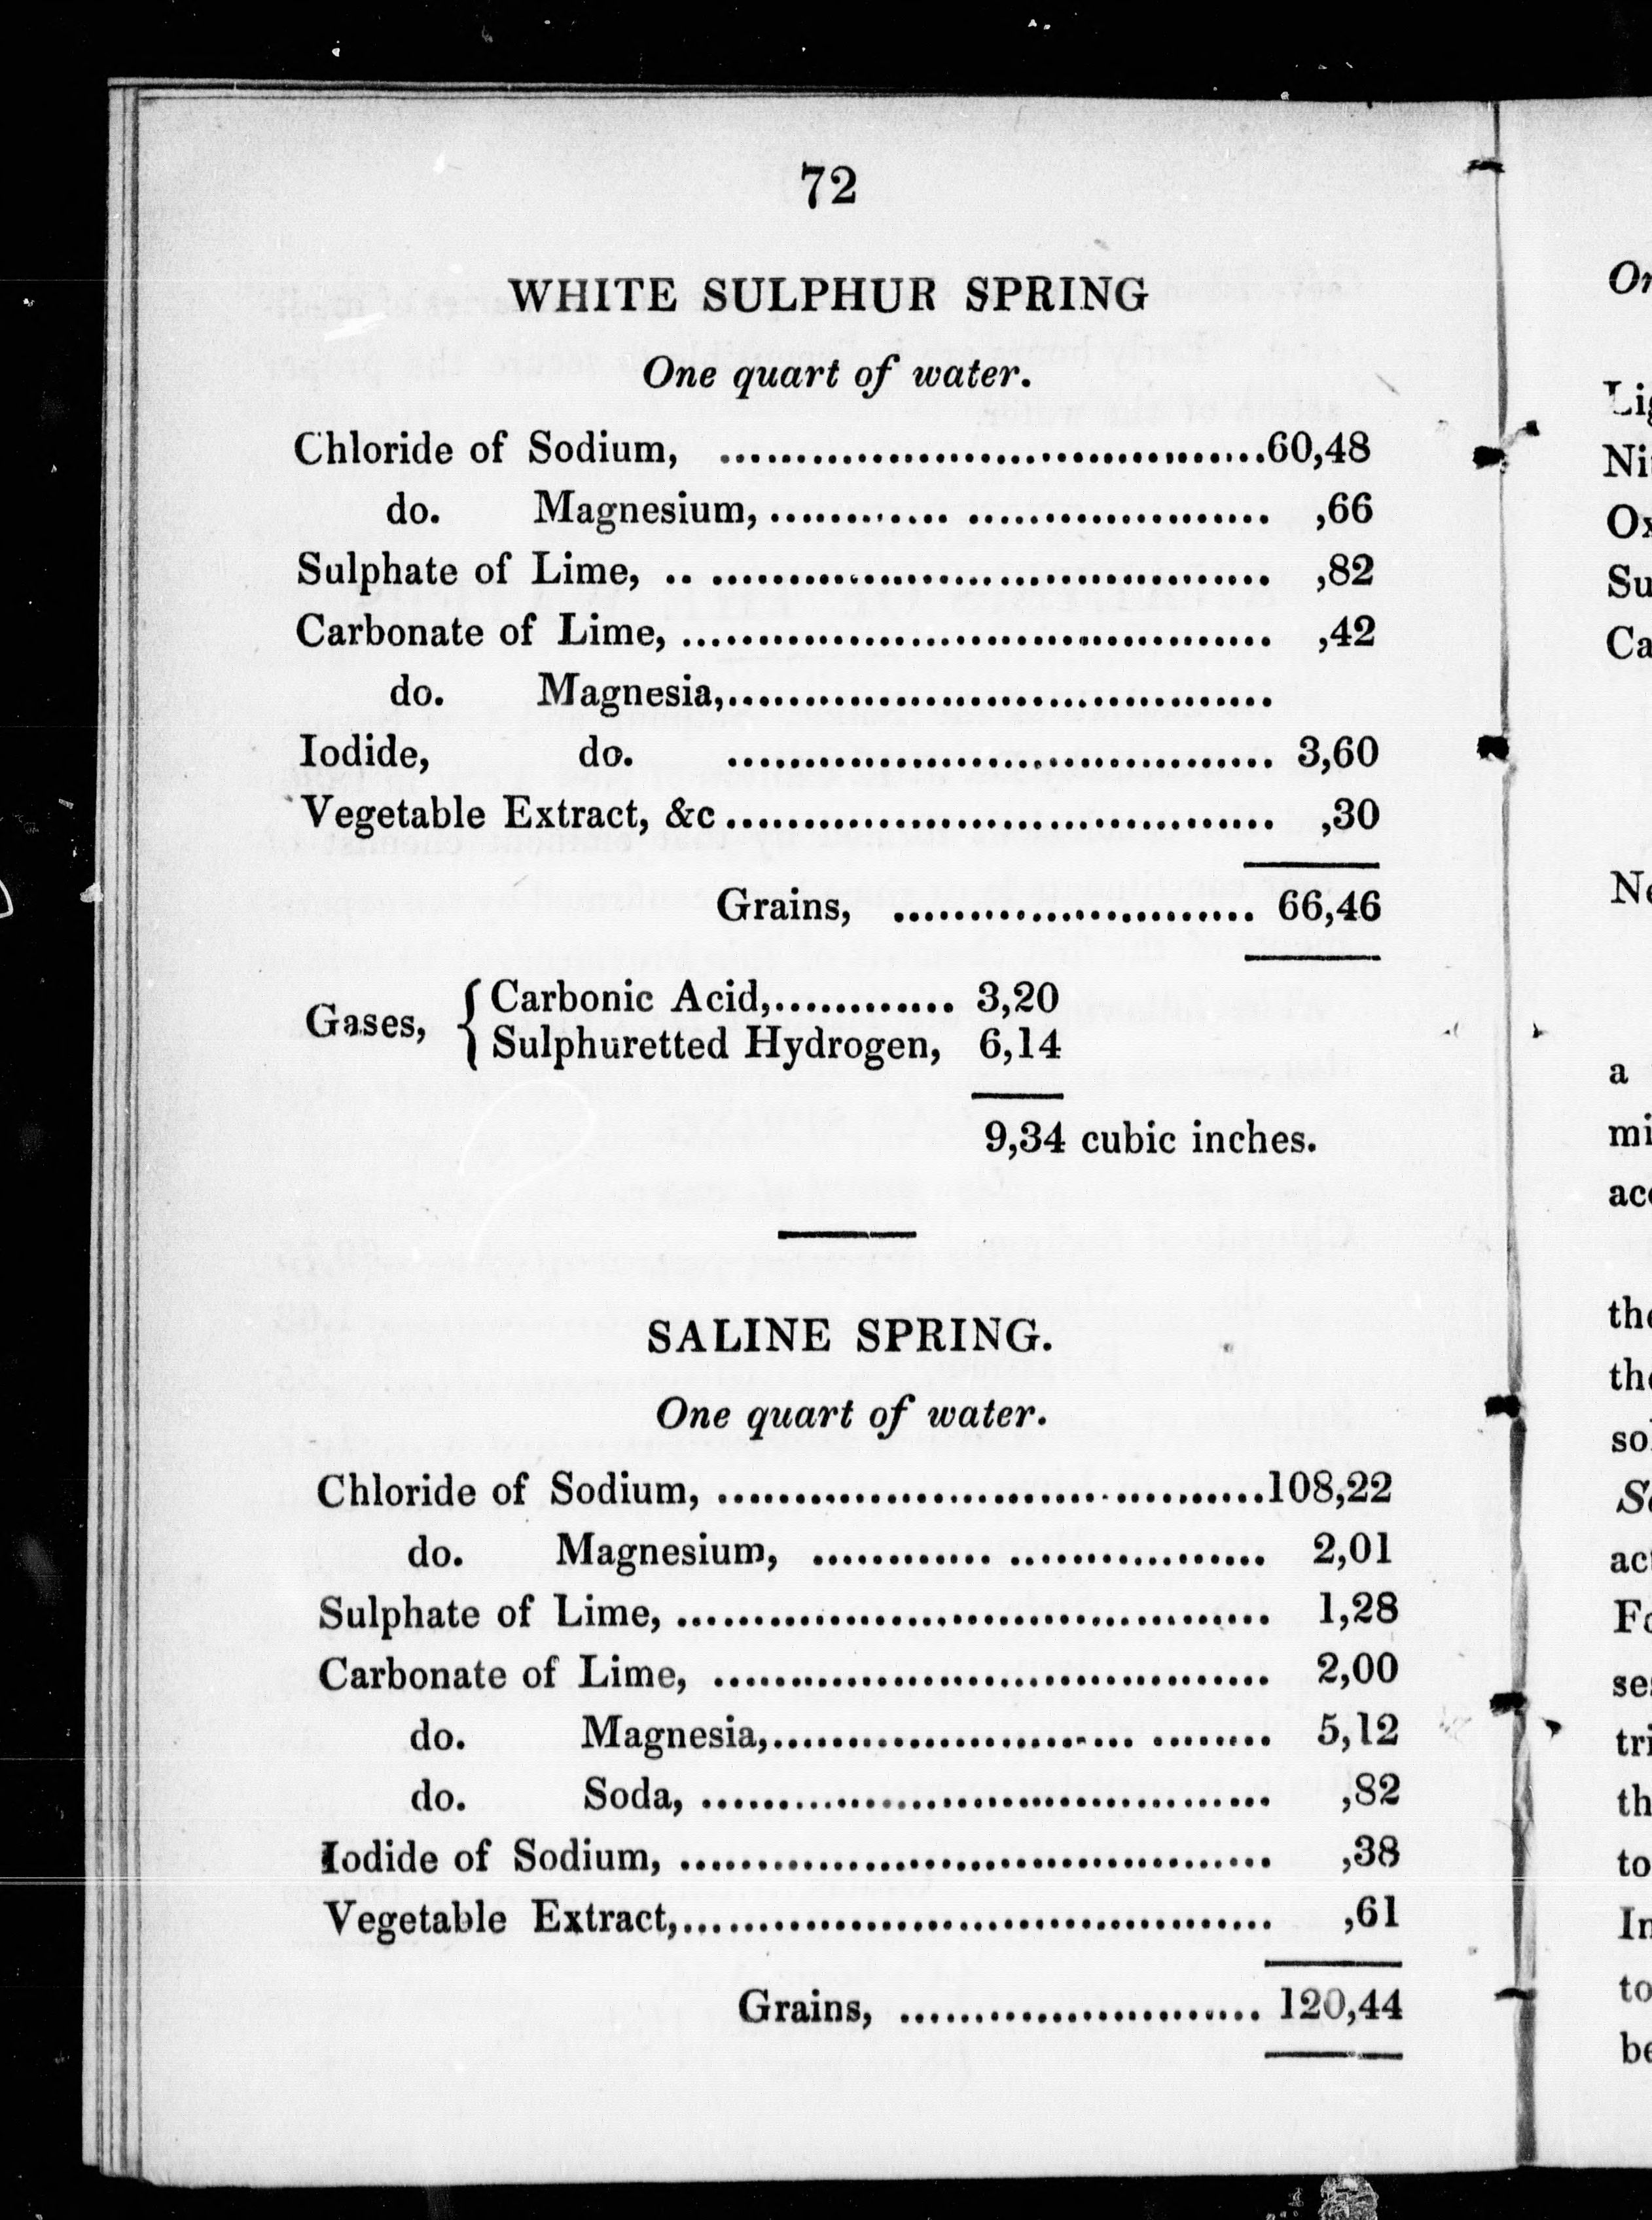 72
WHITE SULPHUR SPRING
One quart of water.
Chloride of Sodium, ....................................60,48
do. Magnesium, ............ .................... ,66
Sulphate of Lime, .. .................................... ,82
Carbonate of Lime, ...................................... ,42
do. Magnesia,....................................
Iodide, do. .................................... 3,60
Vegetable Extract, &c.................................... ,30
Grains, ........................ 66,46
Gases, { Carbonic Acid,............ 3,20
Sulphuretted Hydrogen, 6,14
9,34 cubic inches.
SALINE SPRING.
One quart of water.
Chloride of Sodium, ....................................108,22
do. Magnesium, ............ ................. 2,01
Sulphate of Lime, ....................................... 1,28
Carbonate of Lime, .................................... 2,00
do. Magnesia,........................ ........ 5,12
do. Soda, ..................................... ,82
Iodide of Sodium, ....................................... ,38
Vegetable Extract,....................................... ,61
Grains, ........................ 120,44
a